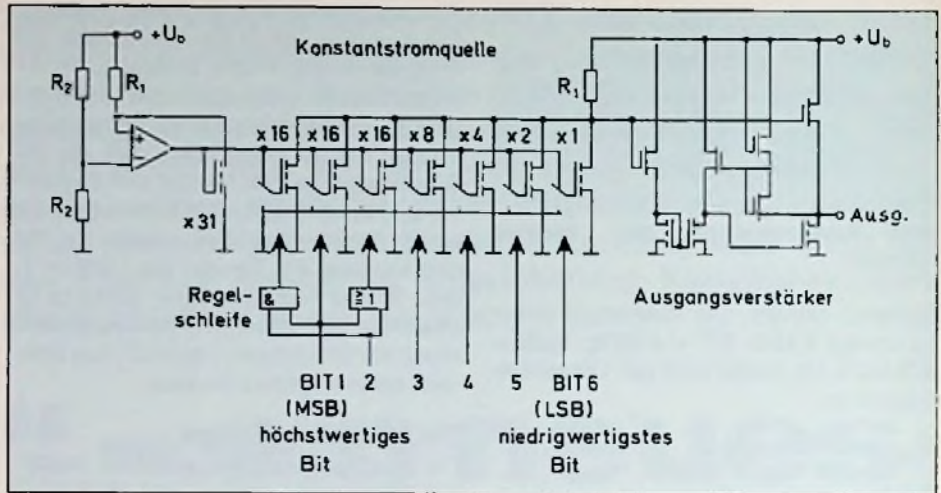 +Ub
Konstantstromquelle
+Ub
R2
R1
R1
x16
x16
x16
x8
x4
x2
x1
+
−
R2
x31
Ausg.
Regel-
schleife
&
≧1
Ausgangsverstärker
BIT1 2 3 4 5 BIT6
(MSB) (LSB)
höchstwertiges niedrigwertigstes
Bit Bit